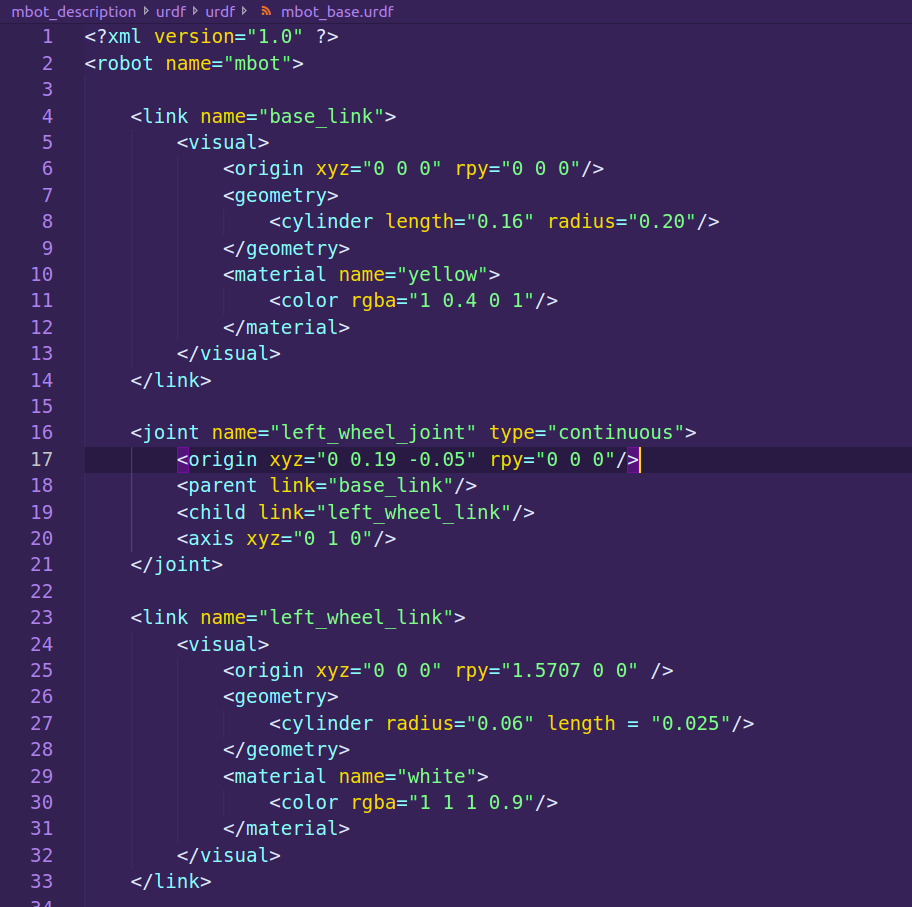 mbot_description > urdf > urdf > mbot_base.urdf
1 <?xml version="1.0" ?>
2 <robot name="mbot">
3
4     <link name="base_link">
5         <visual>
6             <origin xyz="0 0 0" rpy="0 0 0"/>
7             <geometry>
8                 <cylinder length="0.16" radius="0.20"/>
9             </geometry>
10             <material name="yellow">
11                 <color rgba="1 0.4 0 1"/>
12             </material>
13         </visual>
14     </link>
15
16     <joint name="left_wheel_joint" type="continuous">
17         <origin xyz="0 0.19 -0.05" rpy="0 0 0"/>
18         <parent link="base_link"/>
19         <child link="left_wheel_link"/>
20         <axis xyz="0 1 0"/>
21     </joint>
22
23     <link name="left_wheel_link">
24         <visual>
25             <origin xyz="0 0 0" rpy="1.5707 0 0" />
26             <geometry>
27                 <cylinder radius="0.06" length = "0.025"/>
28             </geometry>
29             <material name="white">
30                 <color rgba="1 1 1 0.9"/>
31             </material>
32         </visual>
33     </link>
34